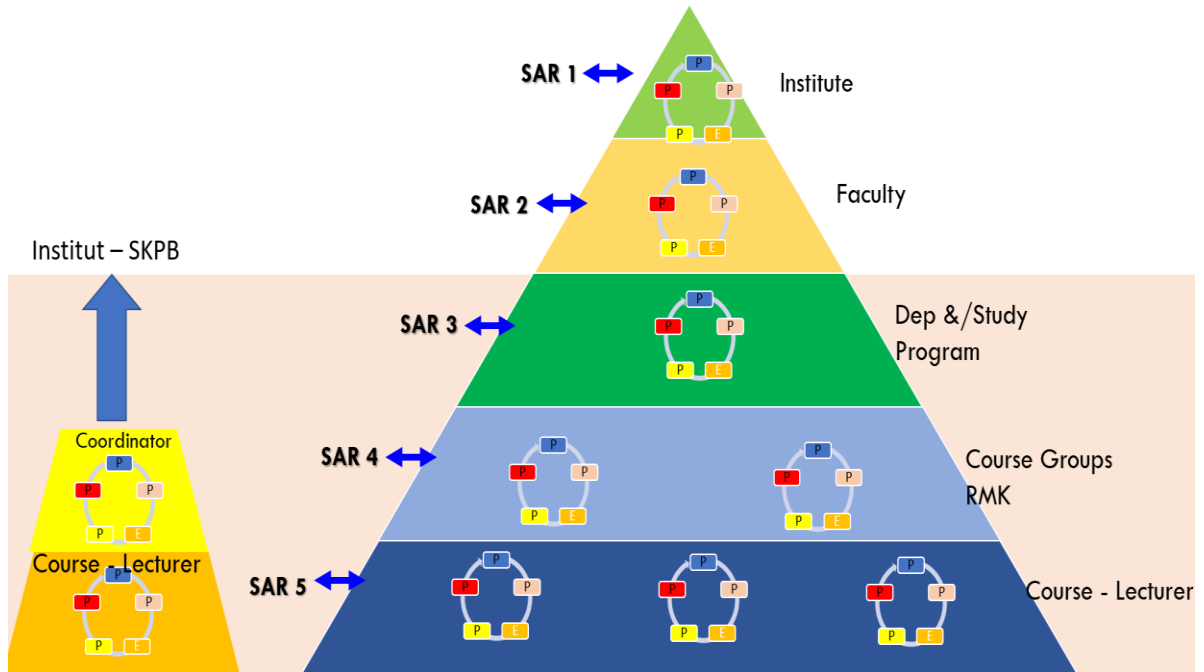 P
SAR 1
P
P
Institute
P
E
P
SAR 2
P
P
Faculty
P
E
Institut – SKPB
P
SAR 3
P
P
Dep &/Study
Program
P
E
Coordinator
P
P
P
P
E
SAR 4
P
P
P
P
E
P
P
P
P
E
Course Groups
RMK
Course - Lecturer
P
P
P
P
E
SAR 5
P
P
P
P
E
P
P
P
P
E
P
P
P
P
E
Course - Lecturer